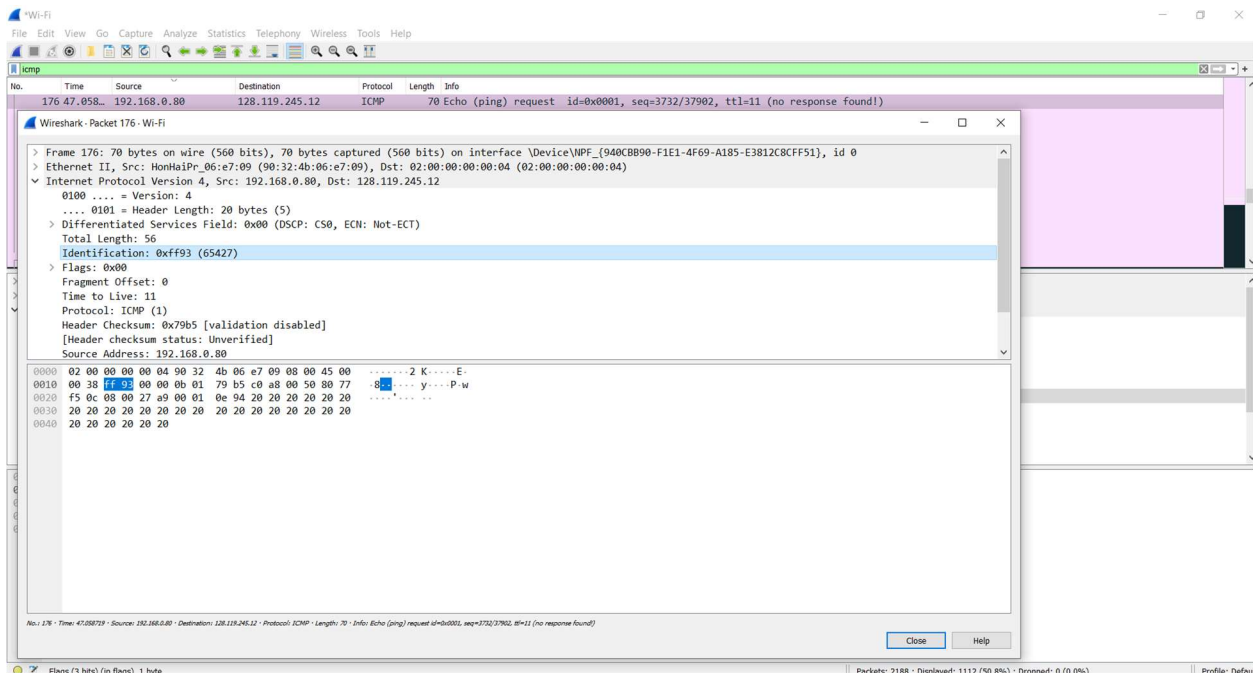 *Wi-Fi
File Edit View Go Capture Analyze Statistics Telephony Wireless Tools Help
icmp
No. Time Source Destination Protocol Length Info
176 47.058… 192.168.0.80 128.119.245.12 ICMP 70 Echo (ping) request id=0x0001, seq=3732/37902, ttl=11 (no response found!)
Wireshark · Packet 176 · Wi-Fi
> Frame 176: 70 bytes on wire (560 bits), 70 bytes captured (560 bits) on interface \Device\NPF_{940CBB90-F1E1-4F69-A185-E3812C8CFF51}, id 0
> Ethernet II, Src: HonHaiPr_06:e7:09 (90:32:4b:06:e7:09), Dst: 02:00:00:00:00:04 (02:00:00:00:00:04)
Internet Protocol Version 4, Src: 192.168.0.80, Dst: 128.119.245.12
0100 .... = Version: 4
.... 0101 = Header Length: 20 bytes (5)
> Differentiated Services Field: 0x00 (DSCP: CS0, ECN: Not-ECT)
Total Length: 56
Identification: 0xff93 (65427)
> Flags: 0x00
Fragment Offset: 0
Time to Live: 11
Protocol: ICMP (1)
Header Checksum: 0x79b5 [validation disabled]
[Header checksum status: Unverified]
Source Address: 192.168.0.80
0000 02 00 00 00 00 04 90 32 4b 06 e7 09 08 00 45 00 ·······2 K·····E·
0010 00 38 ff 93 00 00 0b 01 79 b5 c0 a8 00 50 80 77 ·8······ y····P·w
0020 f5 0c 08 00 27 a9 00 01 0e 94 20 20 20 20 20 20 ····'··· ··
0030 20 20 20 20 20 20 20 20 20 20 20 20 20 20 20 20
0040 20 20 20 20 20 20
No.: 176 · Time: 47.058719 · Source: 192.168.0.80 · Destination: 128.119.245.12 · Protocol: ICMP · Length: 70 · Info: Echo (ping) request id=0x0001, seq=3732/37902, ttl=11 (no response found!)
Close Help
Flags (3 bits) (ip.flags), 1 byte Packets: 2188 · Displayed: 1112 (50.8%) · Dropped: 0 (0.0%) Profile: Defau